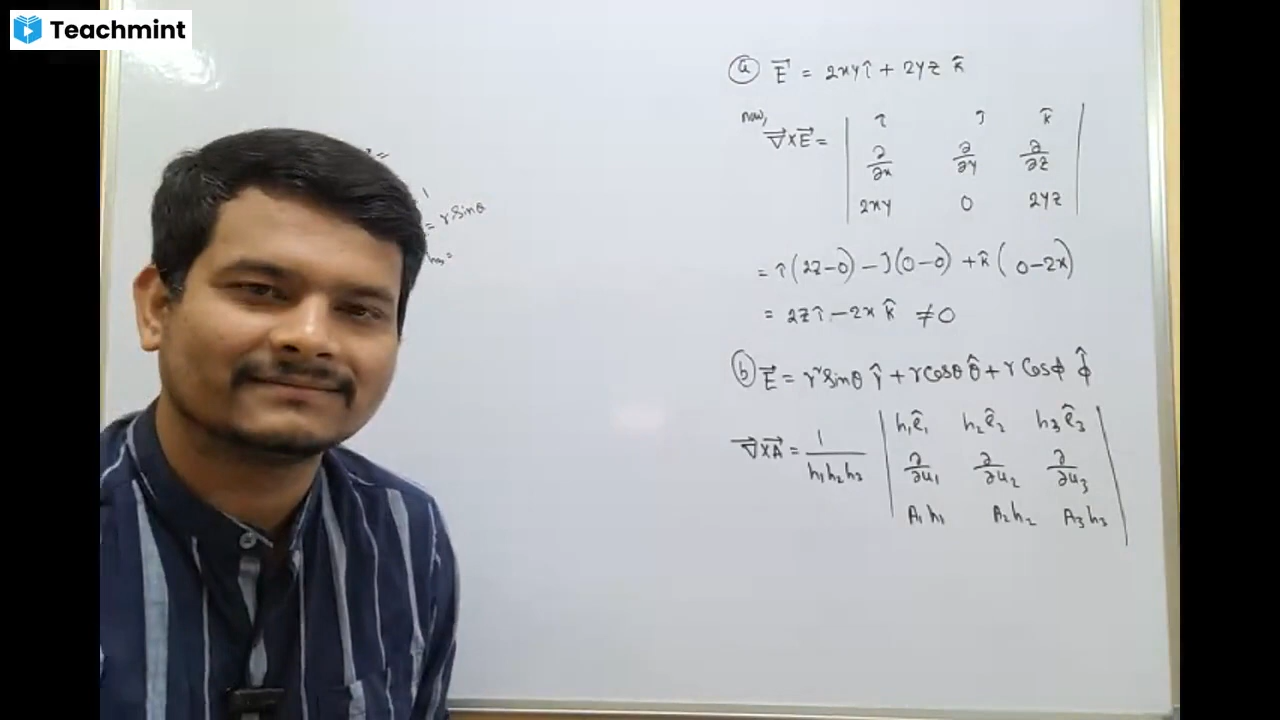 Teachmint
ⓐ E⃗ = 2xy î + 2yz k̂
now,
∇⃗×E⃗ = | î ĵ k̂ |
| ∂/∂x ∂/∂y ∂/∂z |
| 2xy 0 2yz |
= î(2z-0) - ĵ(0-0) + k̂(0-2x)
= 2z î - 2x k̂ ≠ 0
ⓑ E⃗ = r² sinθ r̂ + r cosθ θ̂ + r cosϕ ϕ̂
∇⃗×A⃗ = 1/h₁h₂h₃ | h₁ê₁ h₂ê₂ h₃ê₃ |
| ∂/∂u₁ ∂/∂u₂ ∂/∂u₃ |
| A₁h₁ A₂h₂ A₃h₃ |
= r sinθ